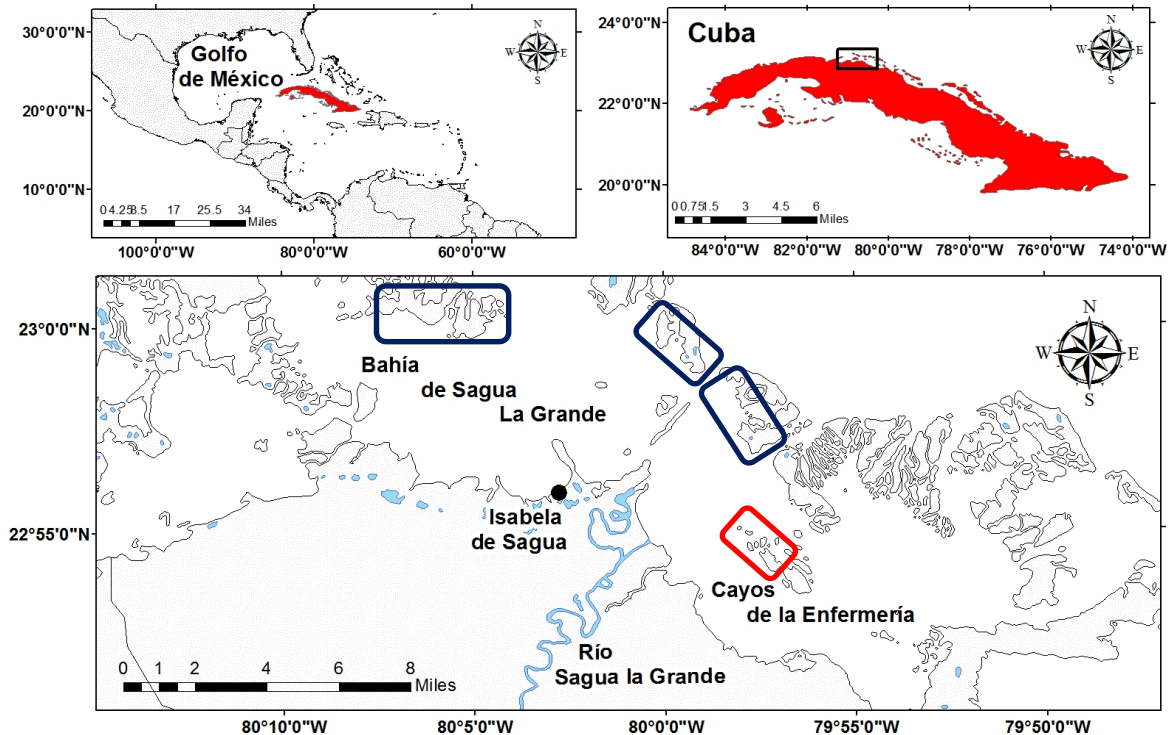 30°0'0"N
20°0'0"N
10°0'0"N
Golfo
de México
N
W E
S
0 4.25 8.5 17 25.5 34
Miles
100°0'0"W 80°0'0"W 60°0'0"W
24°0'0"N
22°0'0"N
20°0'0"N
Cuba
N
W E
S
0 0.75 1.5 3 4.5 6
Miles
84°0'0"W 82°0'0"W 80°0'0"W 78°0'0"W 76°0'0"W 74°0'0"W
23°0'0"N
22°55'0"N
N
W E
S
Bahía
de Sagua
La Grande
Isabela
de Sagua
Cayos
de la Enfermería
Río
Sagua la Grande
0 1 2 4 6 8
Miles
80°10'0"W 80°5'0"W 80°0'0"W 79°55'0"W 79°50'0"W